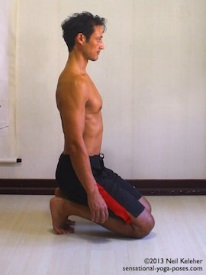 ©2013 Neil Keleher
sensational-yoga-poses.com